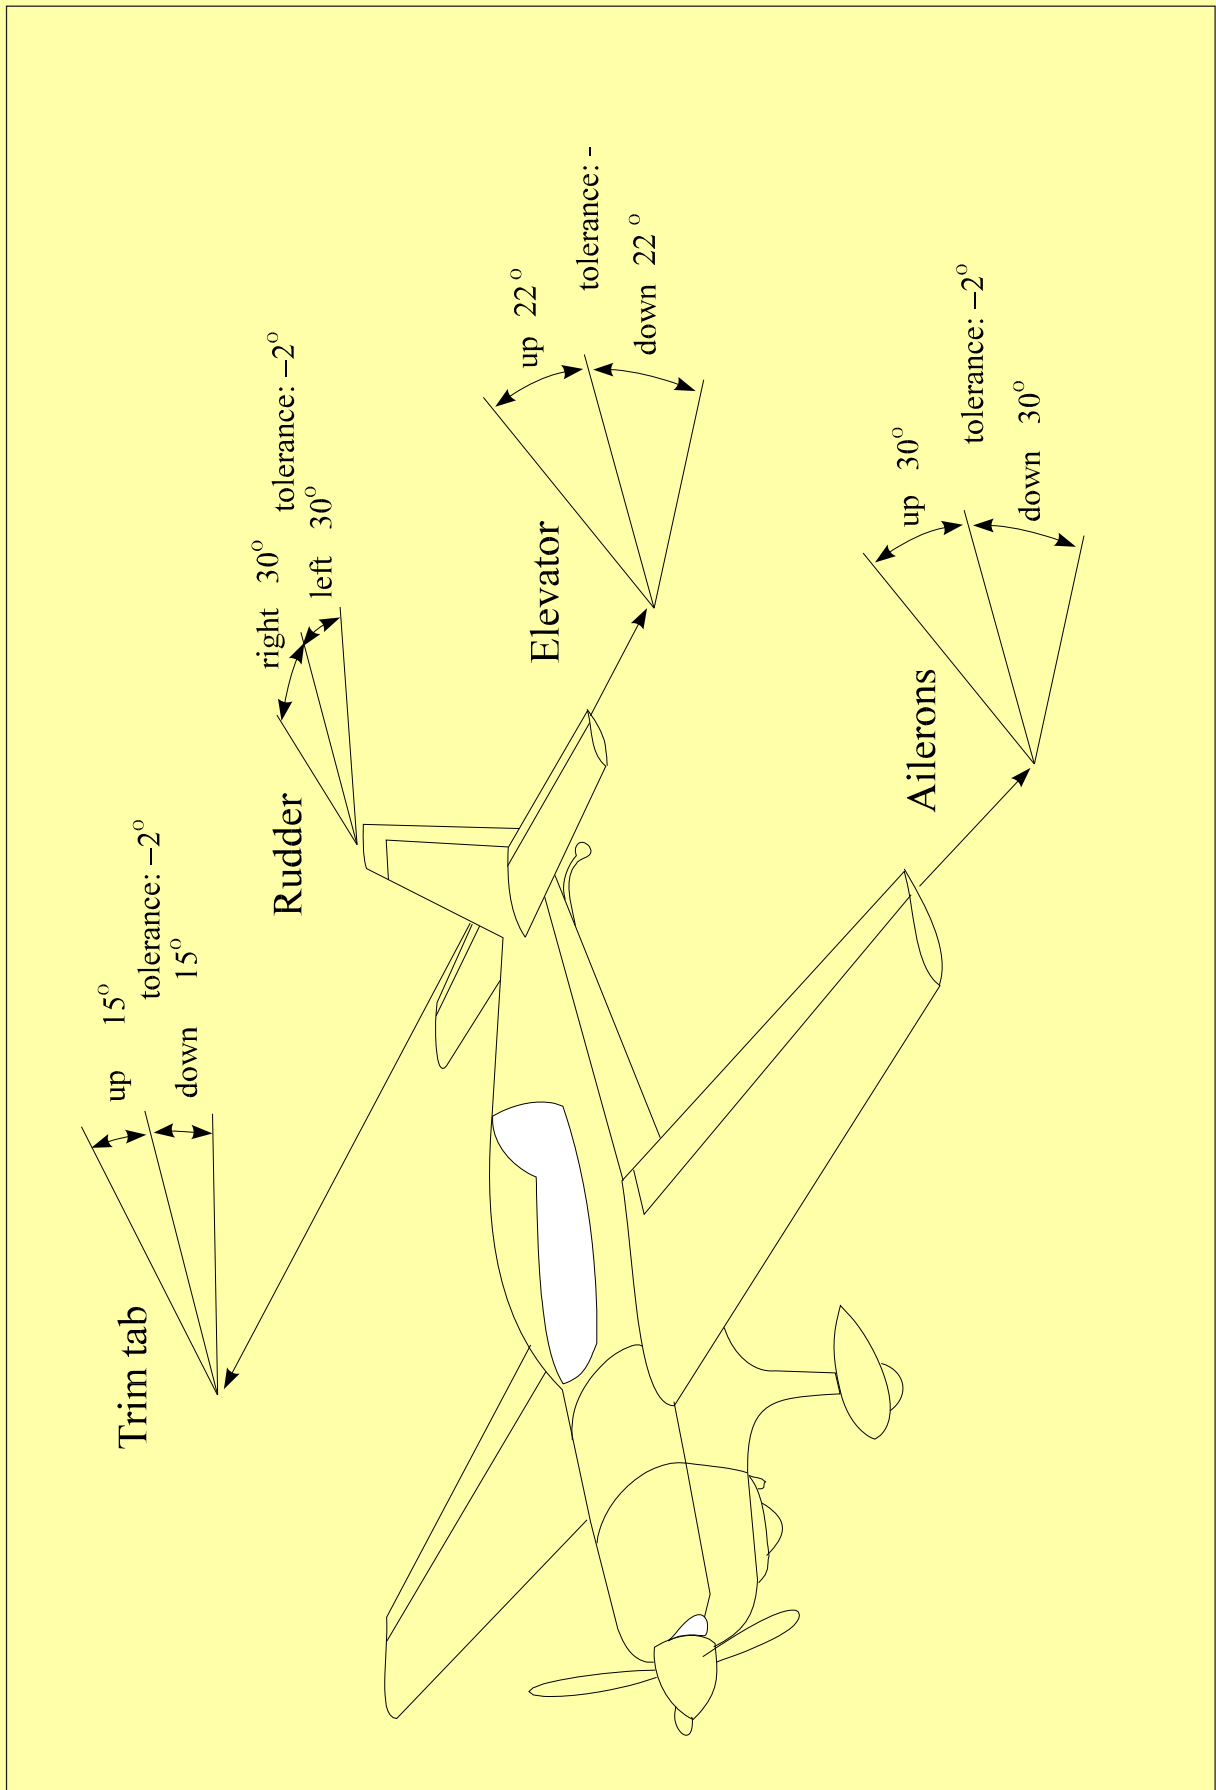 Trim tab
up 15°
tolerance: –2°
down 15°
Rudder
right 30°
tolerance: –2°
left 30°
Elevator
up 22°
tolerance: -
down 22°
Ailerons
up 30°
tolerance: –2°
down 30°